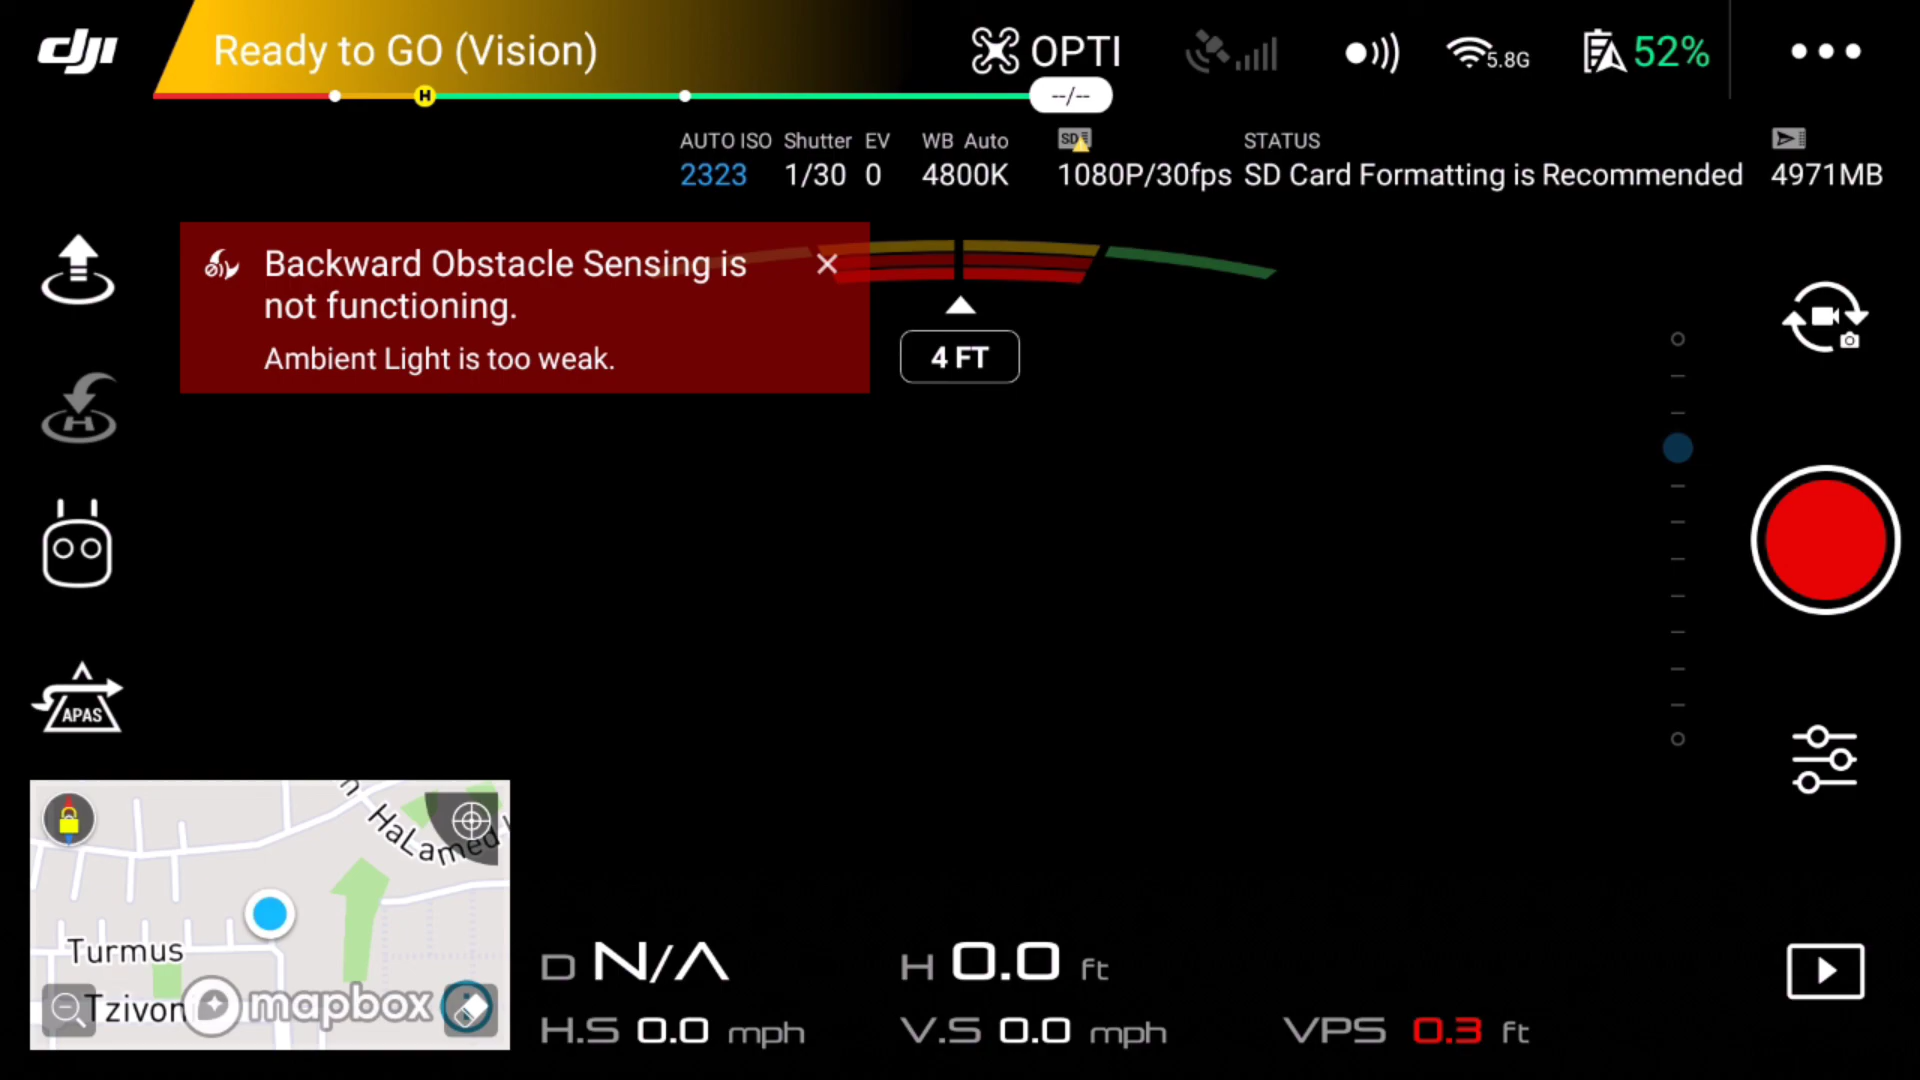 dji
Ready to GO (Vision)
OPTI
5.8G
52%
H
--/--
AUTO ISO Shutter EV WB Auto SD STATUS
2323 1/30 0 4800K 1080P/30fps SD Card Formatting is Recommended 4971MB
Backward Obstacle Sensing is
not functioning.
Ambient Light is too weak.
4 FT
H
APAS
HaLamed
Turmus
Tzivon
mapbox
D N/A H 0.0 ft
H.S 0.0 mph V.S 0.0 mph VPS 0.3 ft